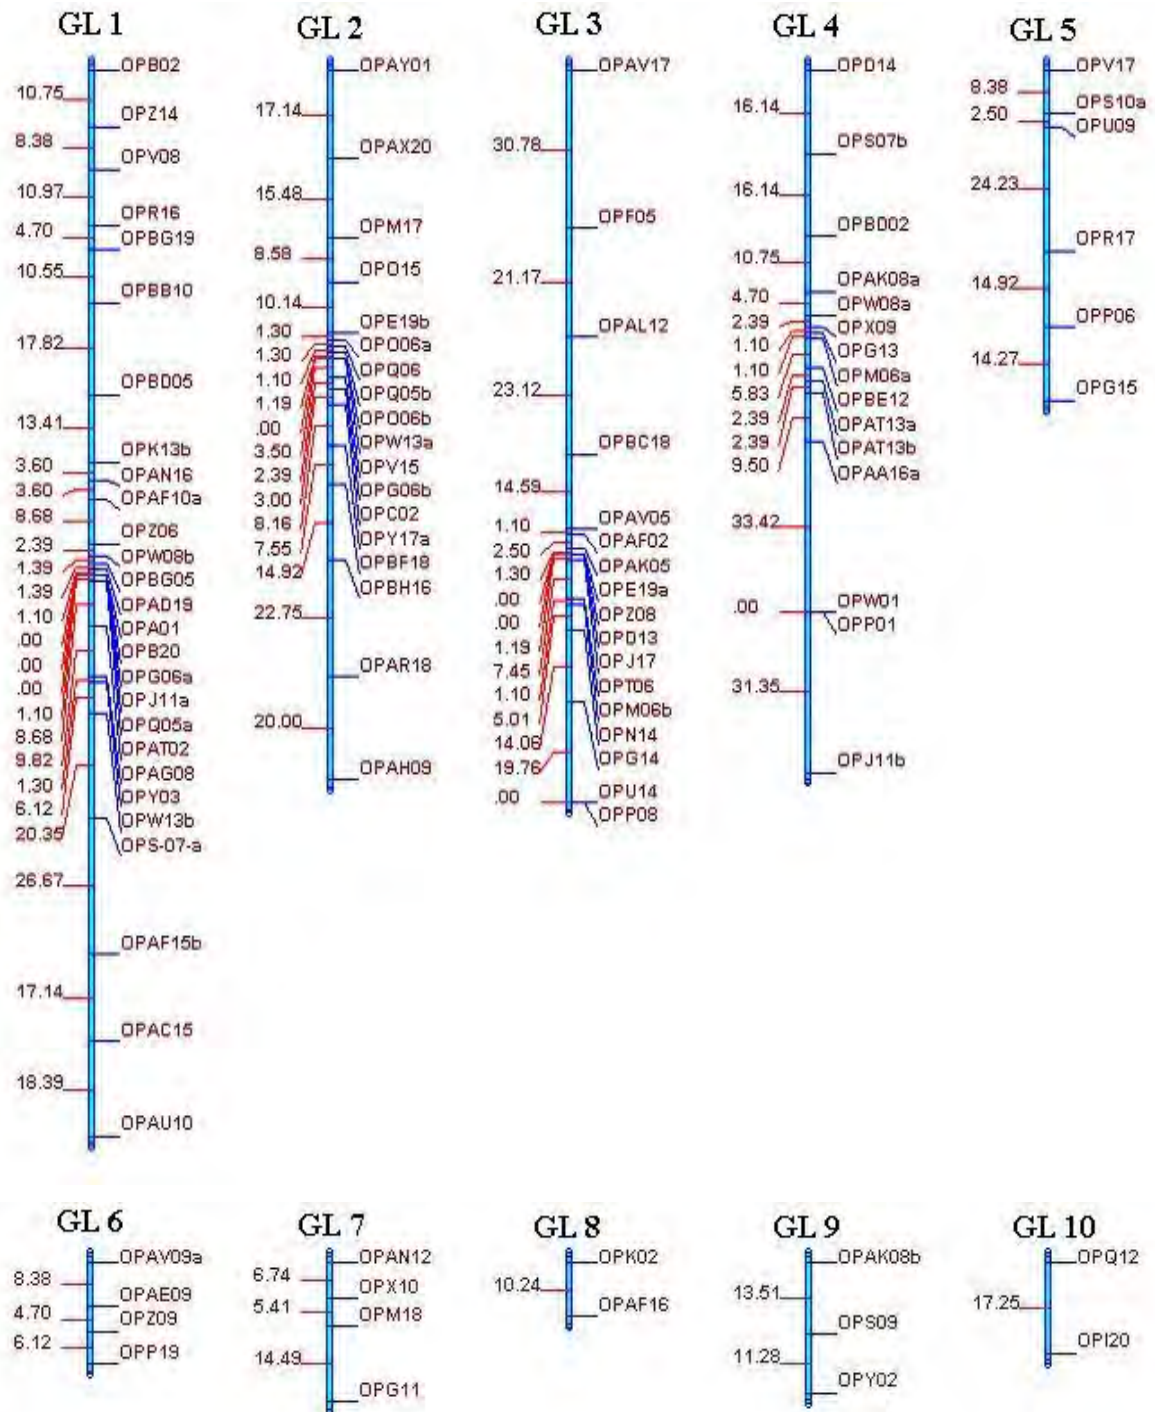 GL 1
OPB02
10.75
OPZ14
8.38
OPV08
10.97
OPR16
4.70
OPBG19
10.55
OPBB10
17.82
OPBD05
13.41
OPK13b
3.60
OPAN16
3.60
OPAF10a
8.68
OPZ06
2.39
OPW08b
1.39
OPBG05
1.39
OPAD19
1.10
OPA01
.00
OPB20
.00
OPG06a
.00
OPJ11a
1.10
OPQ05a
8.68
OPAT02
9.82
OPAG08
1.30
OPY03
6.12
OPW13b
20.35
OPS-07-a
26.67
OPAF15b
17.14
OPAC15
18.39
OPAU10
GL 2
OPAY01
17.14
OPAX20
15.48
OPM17
8.58
OPO15
10.14
OPE19b
1.30
OPO06a
1.30
OPQ06
1.10
OPQ05b
1.19
OPO06b
.00
OPW13a
3.50
OPV15
2.39
OPG06b
3.00
OPC02
8.16
OPY17a
7.55
OPBF18
14.92
OPBH16
22.75
OPAR18
20.00
OPAH09
GL 3
OPAV17
30.78
OPF05
21.17
OPAL12
23.12
OPBC18
14.59
OPAV05
1.10
OPAF02
2.50
OPAK05
1.30
OPE19a
.00
OPZ08
.00
OPD13
1.19
OPJ17
7.45
OPT06
1.10
OPM06b
5.01
OPN14
14.06
OPG14
19.76
OPU14
.00
OPP08
GL 4
OPD14
16.14
OPS07b
16.14
OPBD02
10.75
OPAK08a
4.70
OPW08a
2.39
OPX09
1.10
OPG13
1.10
OPM06a
5.83
OPBE12
2.39
OPAT13a
2.39
OPAT13b
9.50
OPAA16a
33.42
OPW01
.00
OPP01
31.35
OPJ11b
GL 5
OPV17
8.38
OPS10a
2.50
OPU09
24.23
OPR17
14.92
OPP06
14.27
OPG15
GL 6
OPAV09a
8.38
OPAE09
4.70
OPZ09
6.12
OPP19
GL 7
OPAN12
6.74
OPX10
5.41
OPM18
14.49
OPG11
GL 8
OPK02
10.24
OPAF16
GL 9
OPAK08b
13.51
OPS09
11.28
OPY02
GL 10
OPQ12
17.25
OPI20